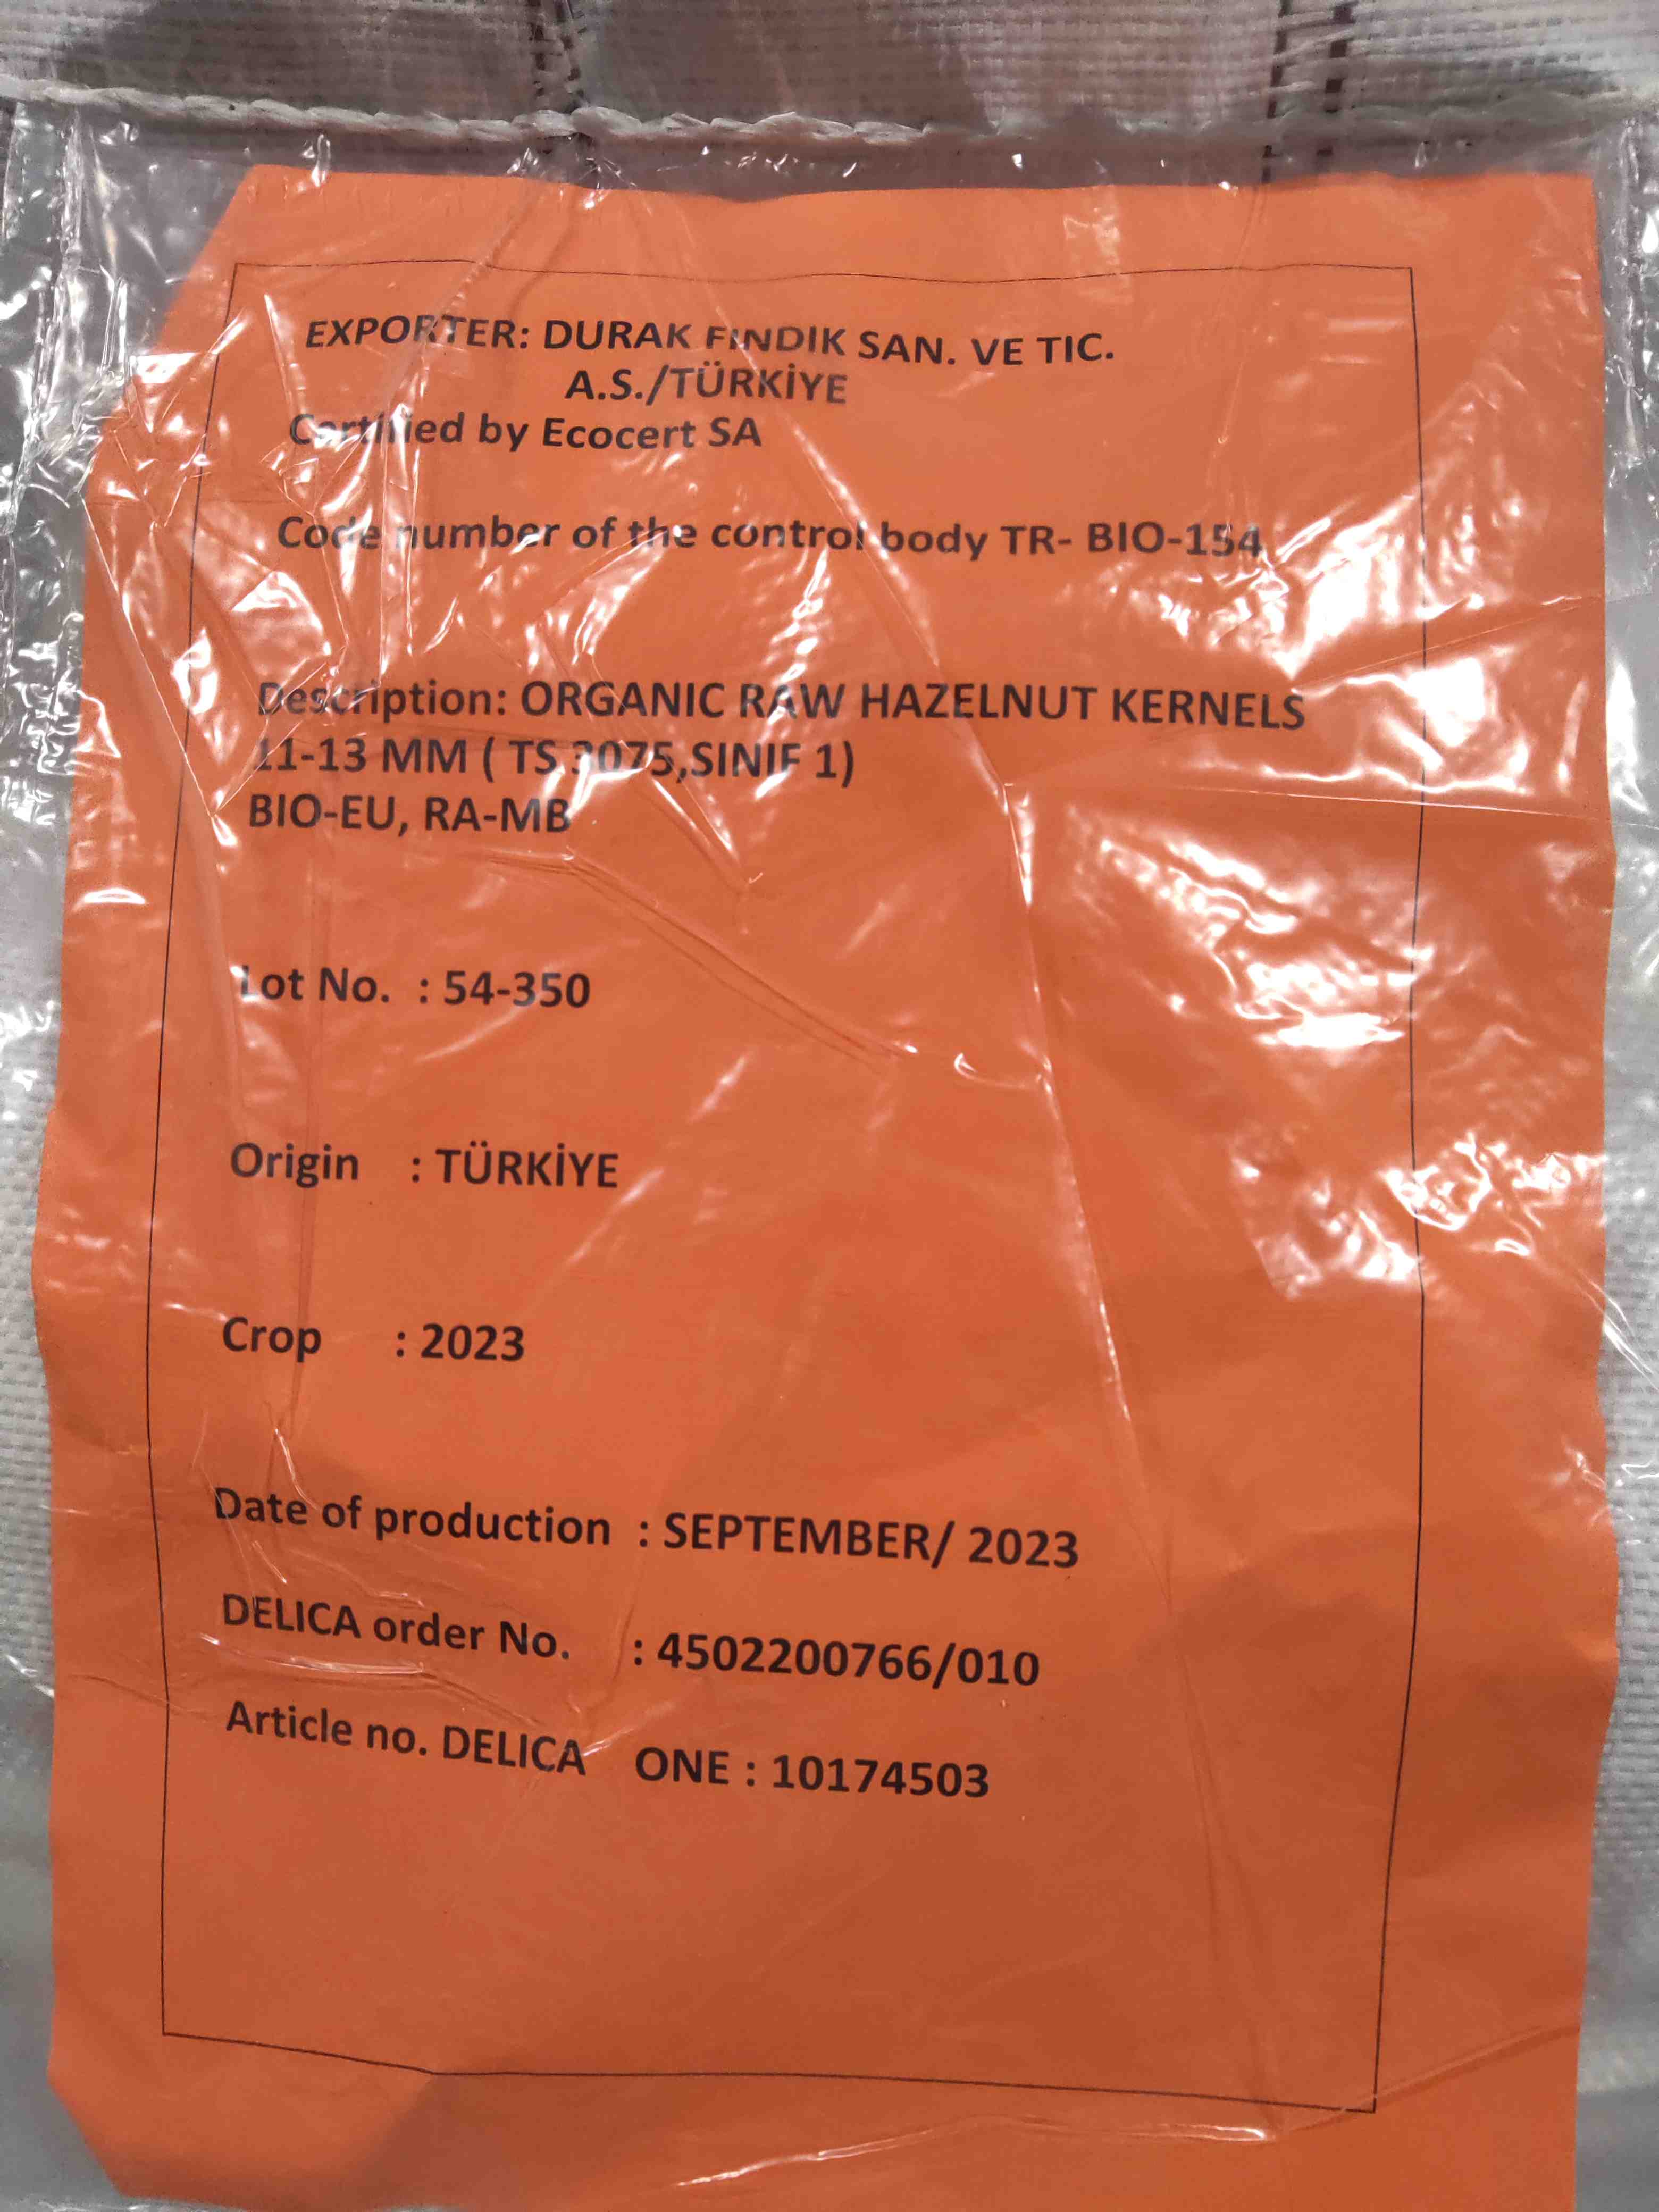 EXPORTER: DURAK FINDIK SAN. VE TIC.
A.S./TÜRKİYE
Certified by Ecocert SA
Code number of the control body TR- BIO-154
Description: ORGANIC RAW HAZELNUT KERNELS
11-13 MM ( TS 3075,SINIF 1)
BIO-EU, RA-MB
Lot No. : 54-350
Origin : TÜRKİYE
Crop : 2023
Date of production : SEPTEMBER/ 2023
DELICA order No. : 4502200766/010
Article no. DELICA ONE : 10174503